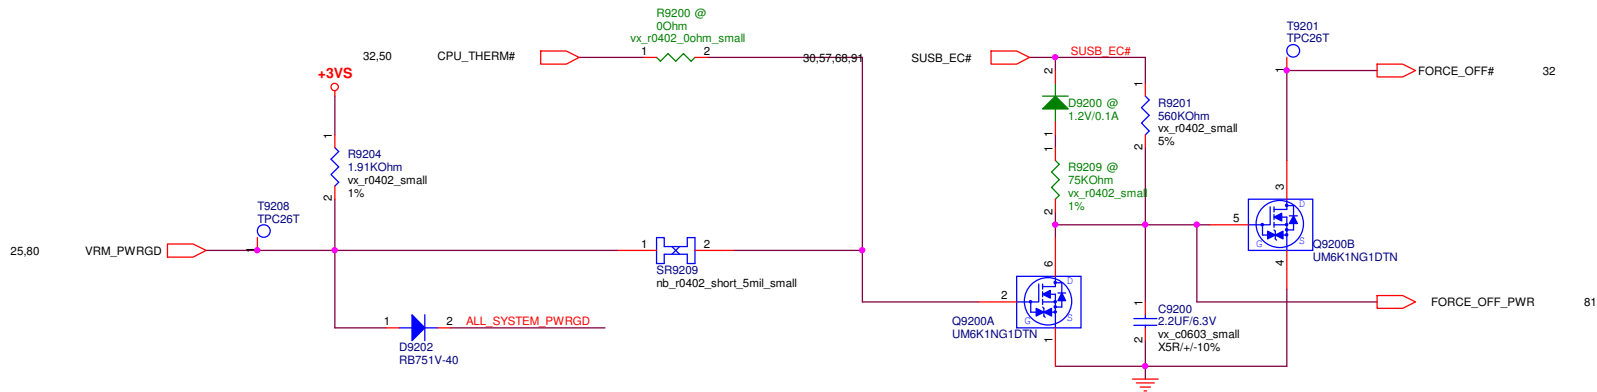 R9200 @
0Ohm
vx_r0402_0ohm_small
1
2
32,50
CPU_THERM#
30,57,68,91
SUSB_EC#
SUSB_EC#
T9201
TPC26T
1
FORCE_OFF#
32
+3VS
1
R9204
1.91KOhm
vx_r0402_small
1%
2
2
D9200 @
1.2V/0.1A
1
1
R9209 @
75KOhm
vx_r0402_small
1%
2
1
R9201
560KOhm
vx_r0402_small
5%
2
3
D
5
G
S
Q9200B
UM6K1NG1DTN
4
T9208
TPC26T
1
25,80
VRM_PWRGD
1
2
SR9209
nb_r0402_short_5mil_small
6
D
2
G
S
Q9200A
UM6K1NG1DTN
1
1
C9200
2.2UF/6.3V
vx_c0603_small
X5R/+/-10%
2
FORCE_OFF_PWR
81
1
2
ALL_SYSTEM_PWRGD
D9202
RB751V-40